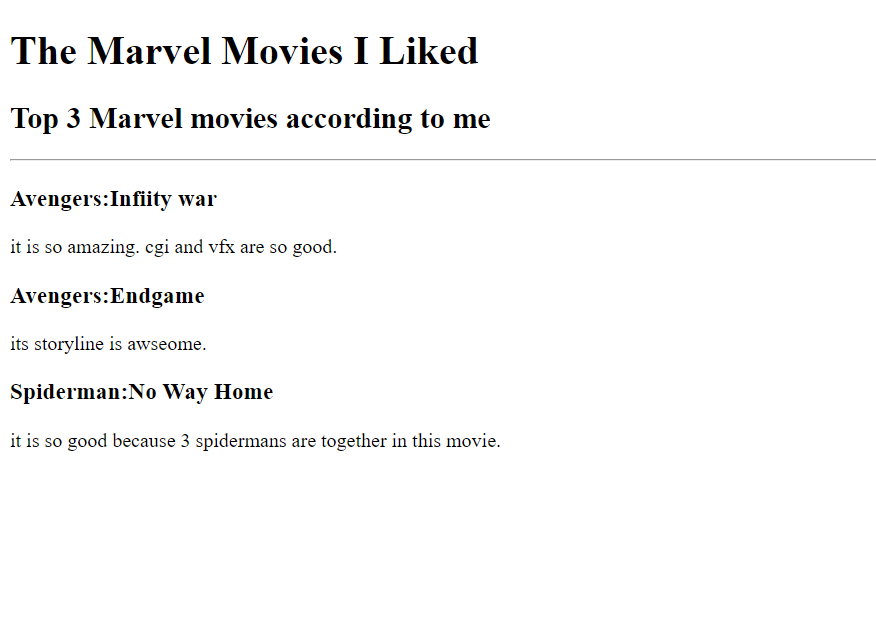 The Marvel Movies I Liked
Top 3 Marvel movies according to me
Avengers:Infiity war
it is so amazing. cgi and vfx are so good.
Avengers:Endgame
its storyline is awseome.
Spiderman:No Way Home
it is so good because 3 spidermans are together in this movie.